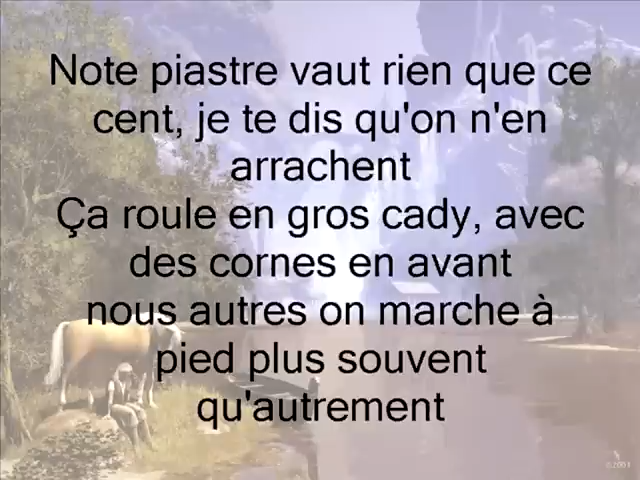 Note piastre vaut rien que ce
cent, je te dis qu'on n'en
arrachent
Ça roule en gros cady, avec
des cornes en avant
nous autres on marche à
pied plus souvent
qu'autrement